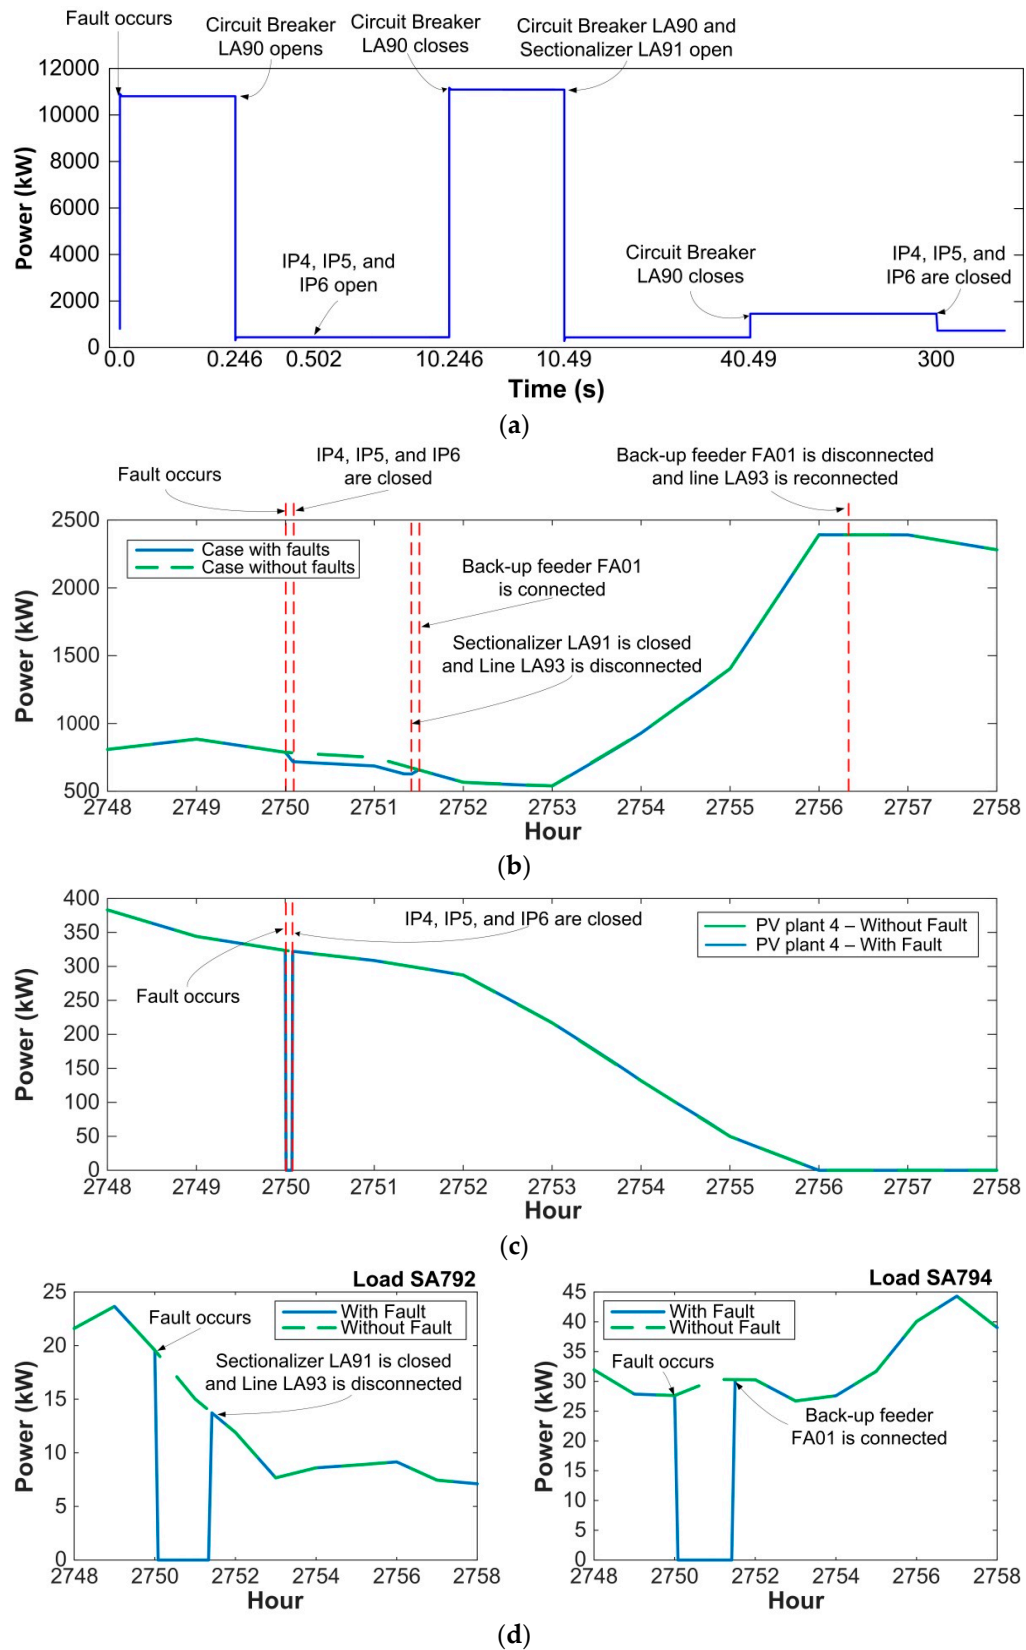 Fault occurs
Circuit Breaker
LA90 opens
Circuit Breaker
LA90 closes
Circuit Breaker LA90 and
Sectionalizer LA91 open
12000
10000
8000
6000
4000
2000
0
Power (kW)
IP4, IP5, and
IP6 open
Circuit Breaker
LA90 closes
IP4, IP5, and
IP6 are closed
0.0 0.246 0.502 10.246 10.49 40.49 300
Time (s)
(a)
Fault occurs
IP4, IP5, and IP6
are closed
Back-up feeder FA01 is disconnected
and line LA93 is reconnected
2500
2000
1500
1000
500
Power (kW)
Case with faults
Case without faults
Back-up feeder FA01
is connected
Sectionalizer LA91 is closed
and Line LA93 is disconnected
2748 2749 2750 2751 2752 2753 2754 2755 2756 2757 2758
Hour
(b)
400
350
300
250
200
150
100
50
0
Power (kW)
IP4, IP5, and IP6 are closed
Fault occurs
PV plant 4 – Without Fault
PV plant 4 – With Fault
2748 2749 2750 2751 2752 2753 2754 2755 2756 2757 2758
Hour
(c)
Load SA792
25
20
15
10
5
0
Power (kW)
Fault occurs
With Fault
Without Fault
Sectionalizer LA91 is closed
and Line LA93 is disconnected
2748 2750 2752 2754 2756 2758
Hour
Load SA794
45
40
35
30
25
20
15
10
5
0
Power (kW)
With Fault
Without Fault
Fault occurs
Back-up feeder
FA01 is connected
2748 2750 2752 2754 2756 2758
Hour
(d)